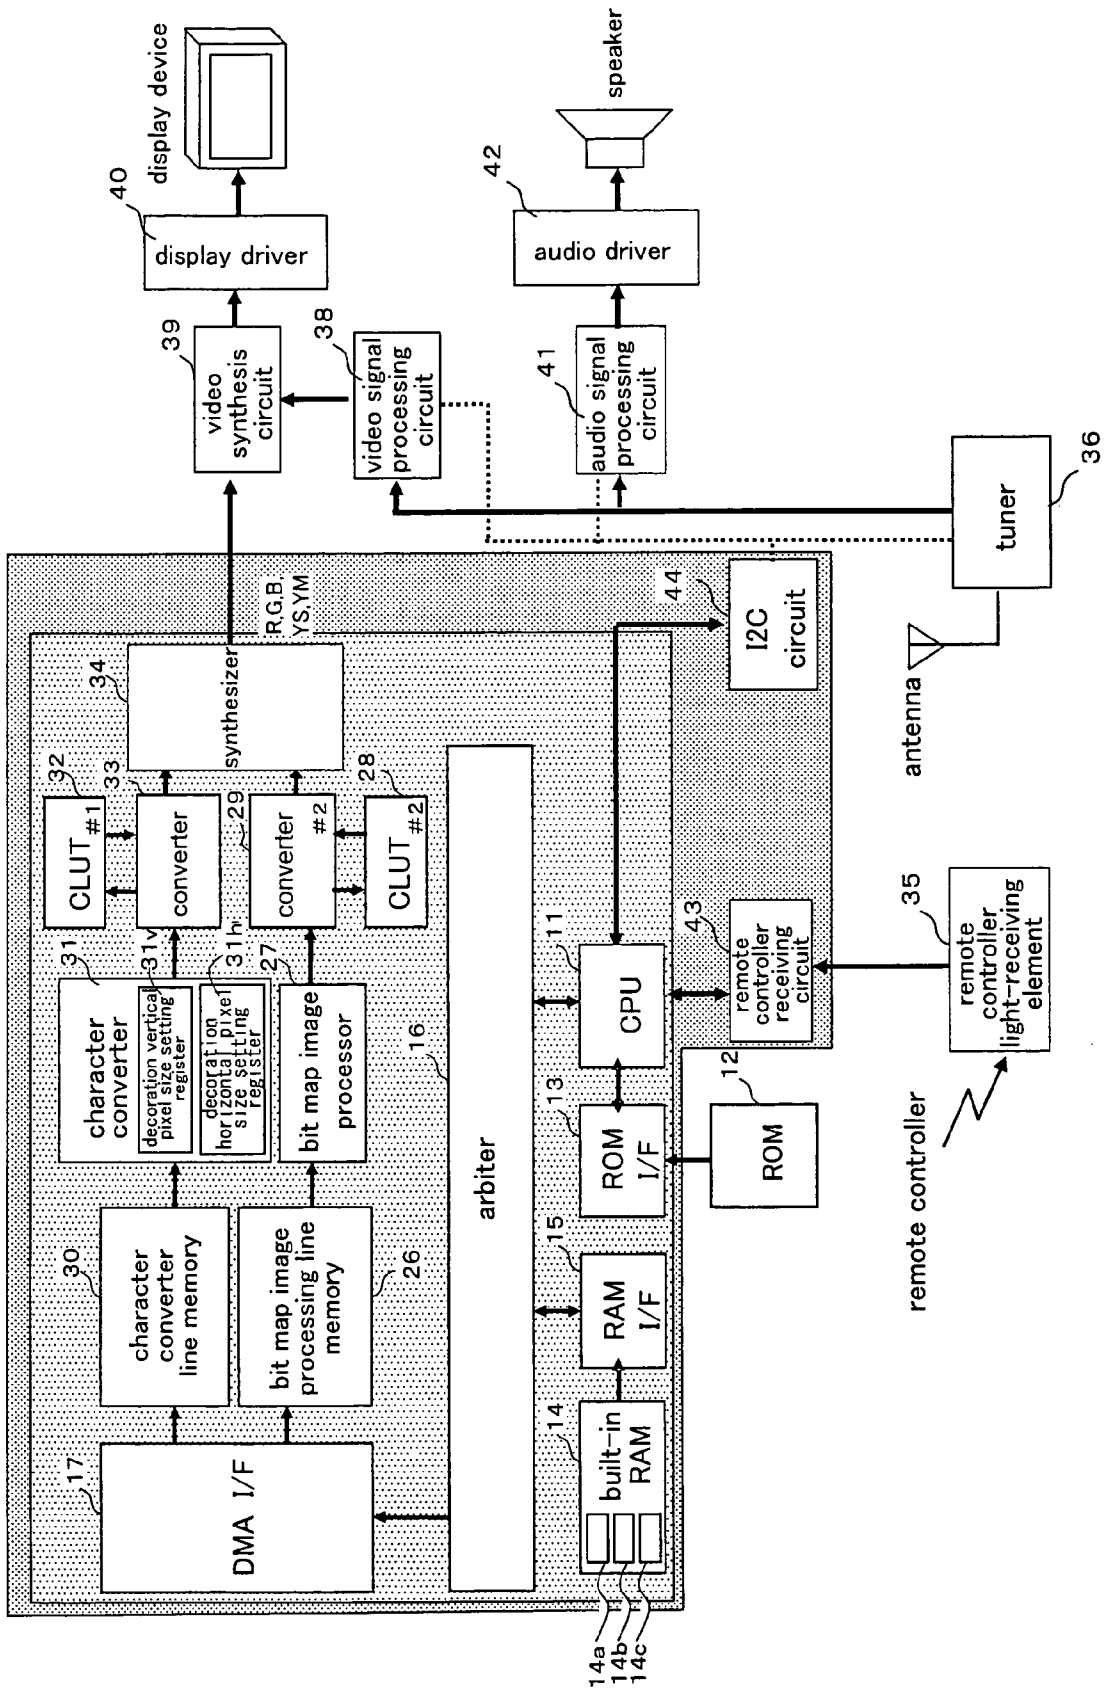 17
DMA I/F
30
character
converter
line memory
bit map image
processing line
memory
26
31
character
converter
31v
decoration vertical
pixel size setting
register
31h
decoration
horizontal pixel
size setting
register
27
bit map image
processor
32
CLUT
#1
33
converter
29
converter
#2
28
CLUT
#2
34
synthesizer
R,G,B,
YS,YM
39
video
synthesis
circuit
40
display driver
display device
38
video signal
processing
circuit
41
audio signal
processing
circuit
42
audio driver
speaker
16
arbiter
14
built-in
RAM
14a
14b
14c
15
RAM
I/F
13
ROM
I/F
11
CPU
12
ROM
43
remote
controller
receiving
circuit
44
I2C
circuit
35
remote
controller
light-receiving
element
remote controller
antenna
tuner
36